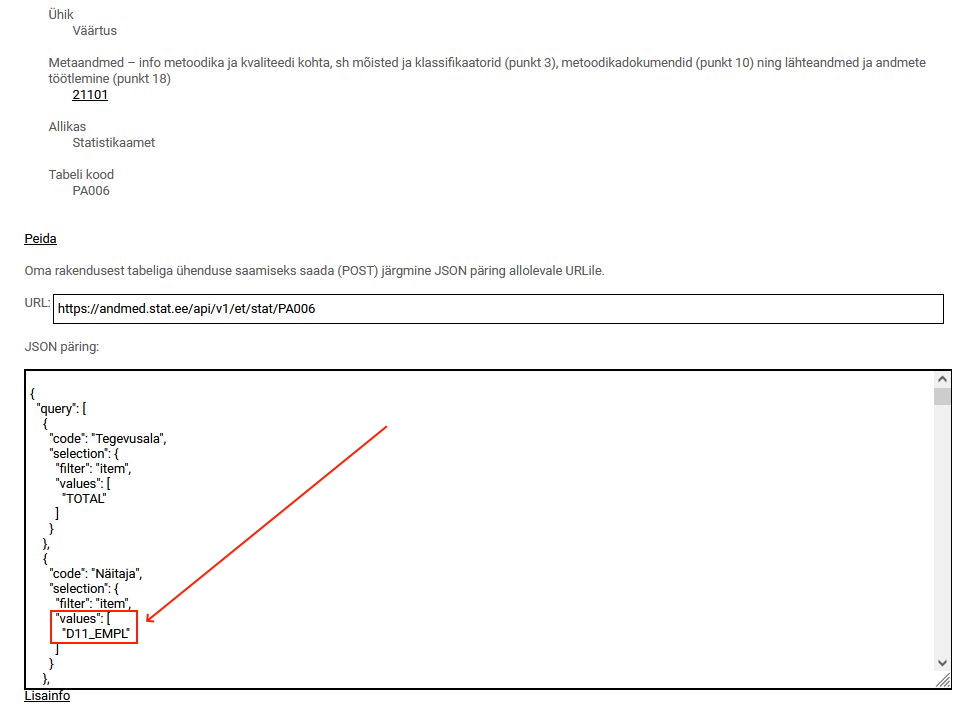 Ühik
Väärtus
Metaandmed – info metoodika ja kvaliteedi kohta, sh mõisted ja klassifikaatorid (punkt 3), metoodikadokumendid (punkt 10) ning lähteandmed ja andmete
töötlemine (punkt 18)
21101
Allikas
Statistikaamet
Tabeli kood
PA006
Peida
Oma rakendusest tabeliga ühenduse saamiseks saada (POST) järgmine JSON päring allolevale URLile.
URL: https://andmed.stat.ee/api/v1/et/stat/PA006
JSON päring:
{
"query": [
{
"code": "Tegevusala",
"selection": {
"filter": "item",
"values": [
"TOTAL"
]
}
},
{
"code": "Näitaja",
"selection": {
"filter": "item",
"values": [
"D11_EMPL"
]
}
},
Lisainfo